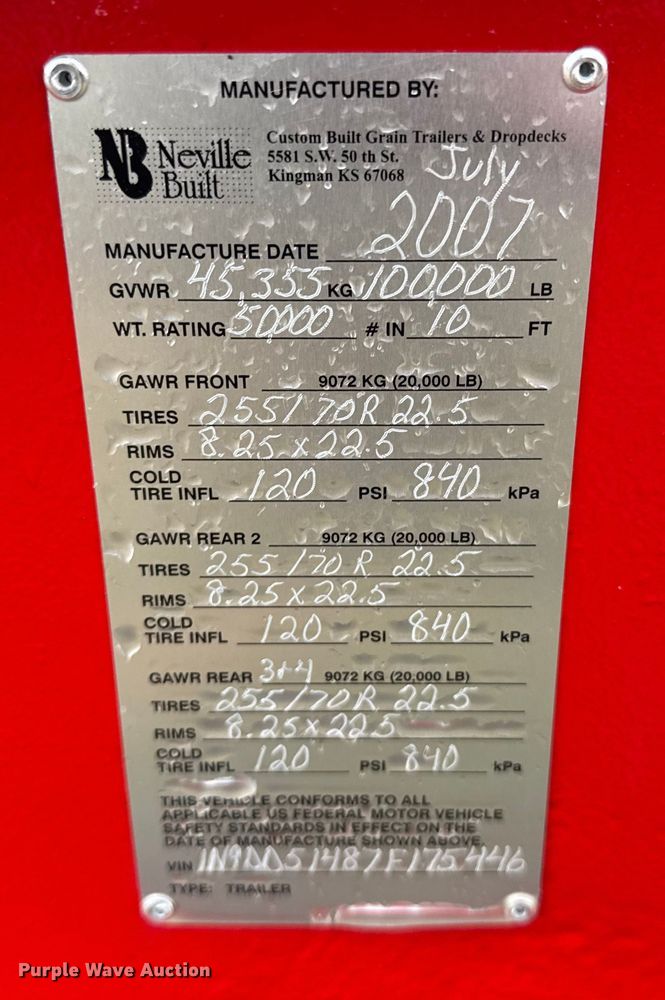 MANUFACTURED BY:
NB Neville Built
Custom Built Grain Trailers & Dropdecks
5581 S.W. 50 th St.
Kingman KS 67068
July
MANUFACTURE DATE 2007
GVWR 45,355 KG 100,000 LB
WT. RATING 50000 # IN 10 FT
GAWR FRONT 9072 KG (20,000 LB)
TIRES 255/70R 22.5
RIMS 8.25 x 22.5
COLD
TIRE INFL 120 PSI 840 kPa
GAWR REAR 2 9072 KG (20,000 LB)
TIRES 255/70 R 22.5
RIMS 8.25 x 22.5
COLD
TIRE INFL 120 PSI 840 kPa
GAWR REAR 3+4 9072 KG (20,000 LB)
TIRES 255/70R 22.5
RIMS 8.25 x 22.5
COLD
TIRE INFL 120 PSI 840 kPa
THIS VEHICLE CONFORMS TO ALL
APPLICABLE US FEDERAL MOTOR VEHICLE
SAFETY STANDARDS IN EFFECT ON THE
DATE OF MANUFACTURE SHOWN ABOVE.
VIN 1N9DD51487F175446
TYPE: TRAILER
Purple Wave Auction